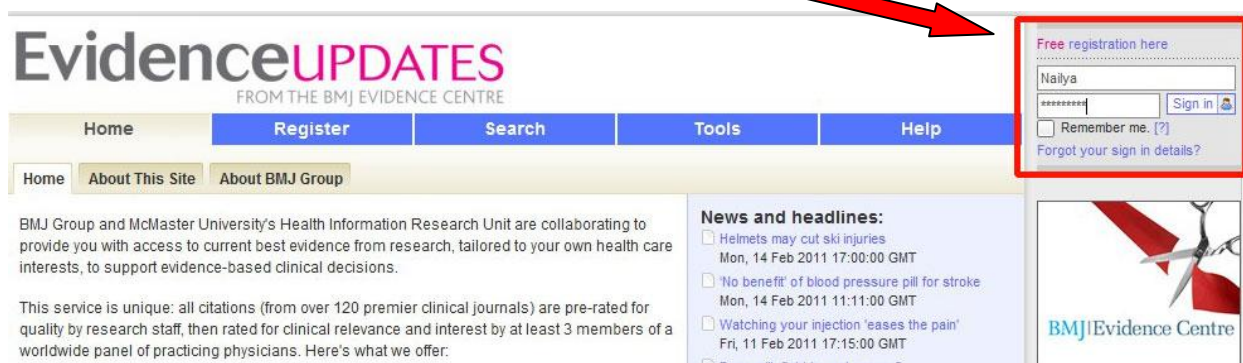 EvidenceUPDATES
FROM THE BMJ EVIDENCE CENTRE
Free registration here
Nailya
********* Sign in
Remember me. [?]
Forgot your sign in details?
Home Register Search Tools Help
Home About This Site About BMJ Group
BMJ Group and McMaster University's Health Information Research Unit are collaborating to
provide you with access to current best evidence from research, tailored to your own health care
interests, to support evidence-based clinical decisions.
This service is unique: all citations (from over 120 premier clinical journals) are pre-rated for
quality by research staff, then rated for clinical relevance and interest by at least 3 members of a
worldwide panel of practicing physicians. Here's what we offer:
News and headlines:
Helmets may cut ski injuries
Mon, 14 Feb 2011 17:00:00 GMT
'No benefit' of blood pressure pill for stroke
Mon, 14 Feb 2011 11:11:00 GMT
Watching your injection 'eases the pain'
Fri, 11 Feb 2011 17:15:00 GMT
BMJ|Evidence Centre